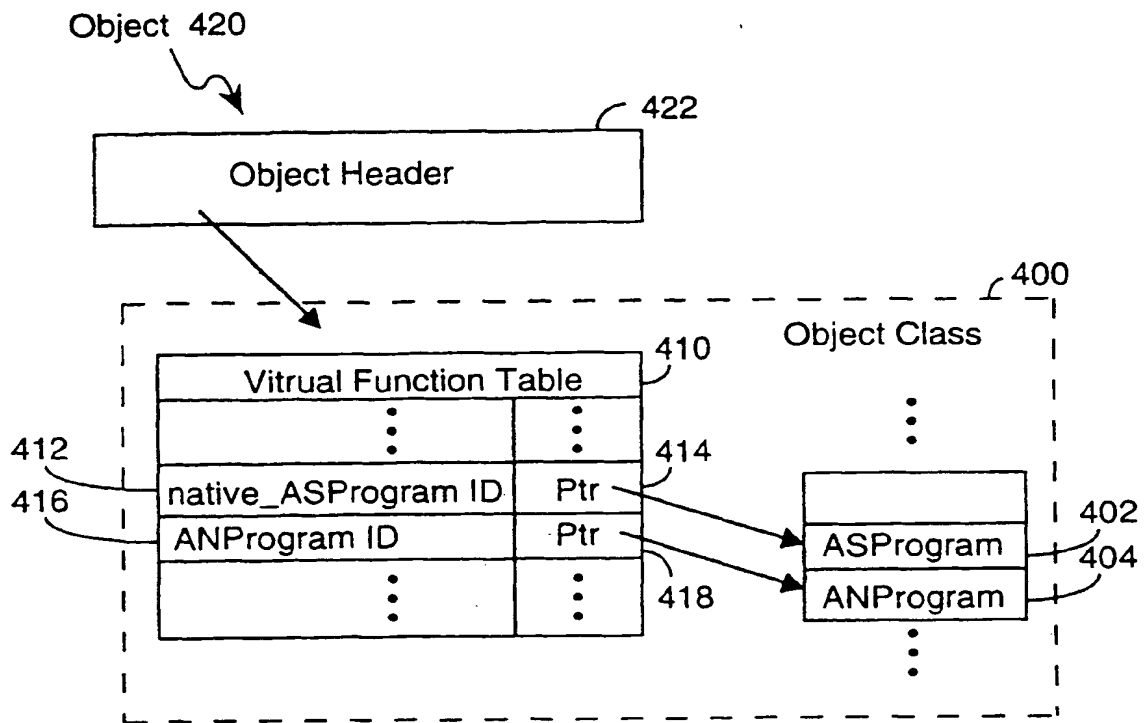 Object 420
422
Object Header
400
Object Class
410
Vitrual Function Table
412
414
native_ASProgram ID Ptr
416
402
ASProgram
ANProgram ID Ptr
404
418
ANProgram